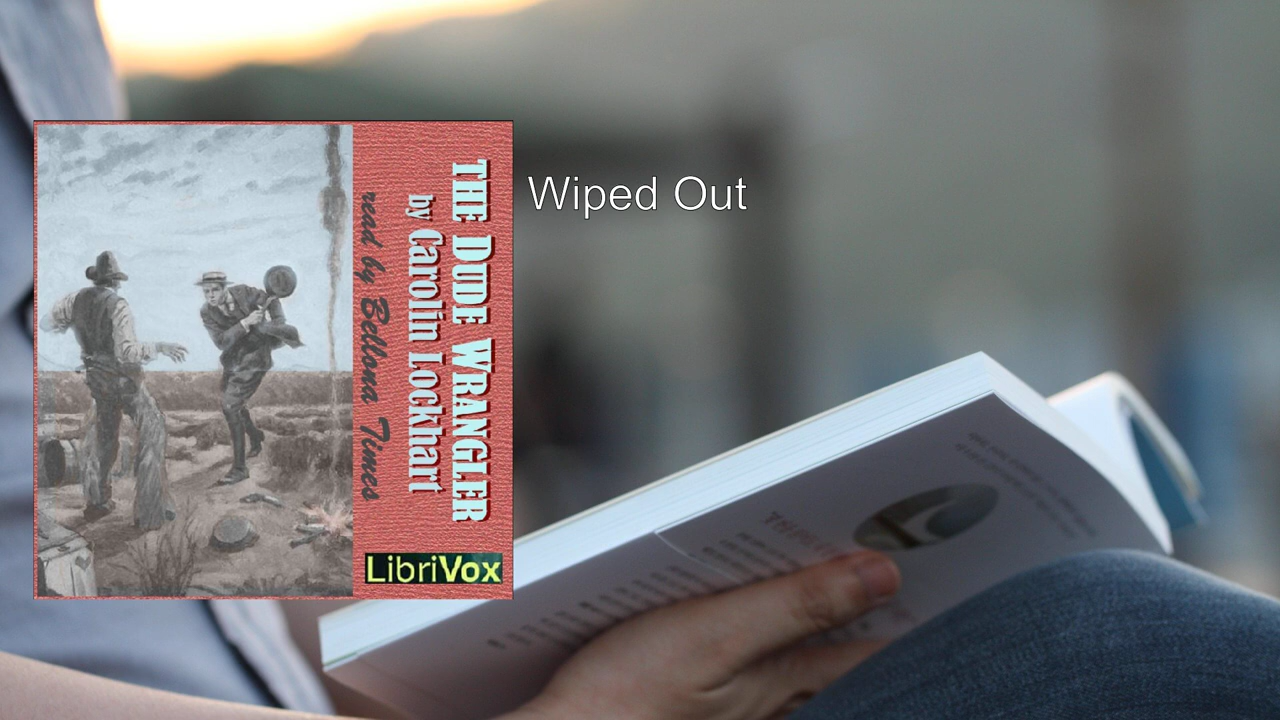 THE DUDE WRANGLER
by Carolin Lockhart
read by Bellona Times
LibriVox
Wiped Out